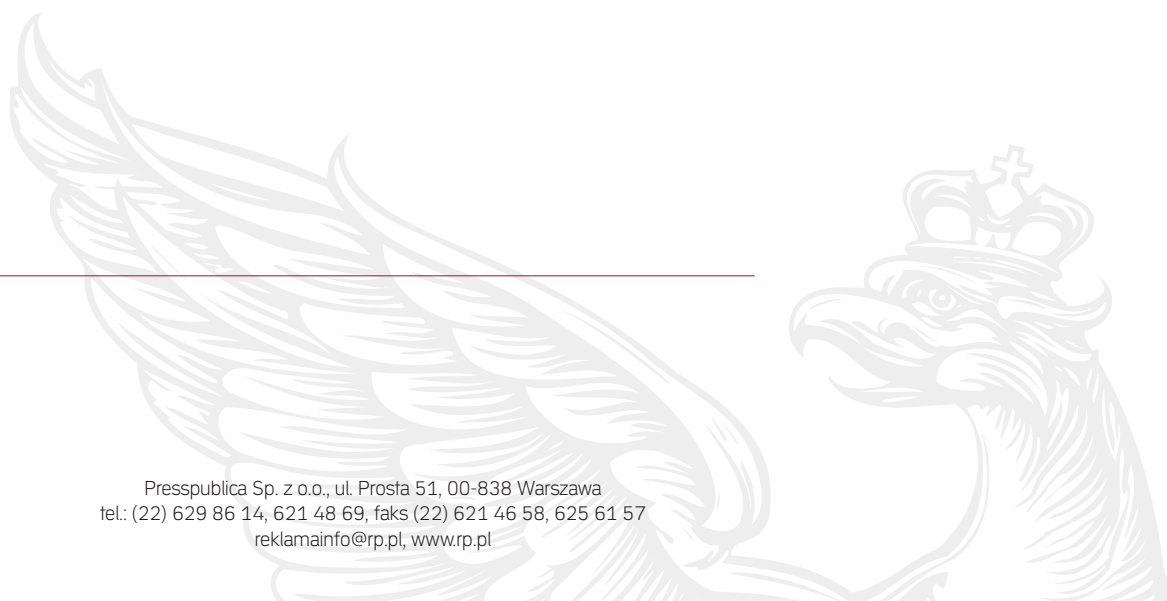 Presspublica Sp. z o.o., ul. Prosta 51, 00-838 Warszawa
tel.: (22) 629 86 14, 621 48 69, faks (22) 621 46 58, 625 61 57
reklamainfo@rp.pl, www.rp.pl